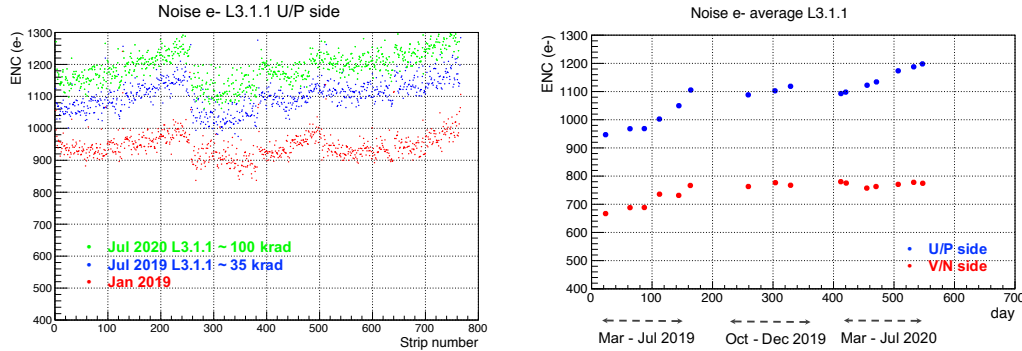 Noise e- L3.1.1 U/P side
ENC (e-)
1300
1200
1100
1000
900
800
700
600
500
400
Jul 2020 L3.1.1 ~ 100 krad
Jul 2019 L3.1.1 ~ 35 krad
Jan 2019
0 100 200 300 400 500 600 700 800
Strip number
Noise e- average L3.1.1
ENC (e-)
1300
1200
1100
1000
900
800
700
600
500
400
U/P side
V/N side
0 100 200 300 400 500 600 700
day
Mar - Jul 2019
Oct - Dec 2019
Mar - Jul 2020